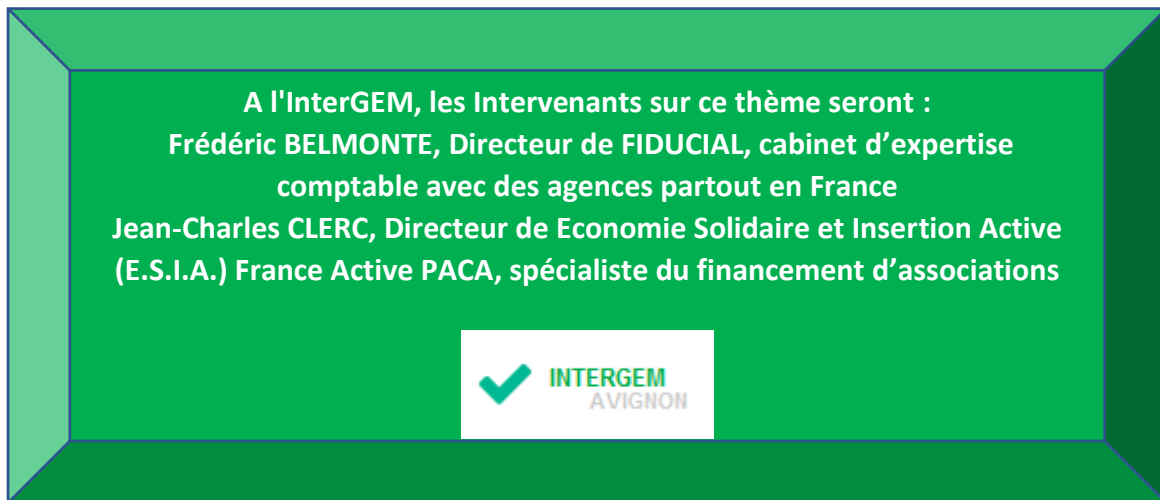 A l'InterGEM, les Intervenants sur ce thème seront :
Frédéric BELMONTE, Directeur de FIDUCIAL, cabinet d’expertise
comptable avec des agences partout en France
Jean-Charles CLERC, Directeur de Economie Solidaire et Insertion Active
(E.S.I.A.) France Active PACA, spécialiste du financement d’associations
INTERGEM
AVIGNON